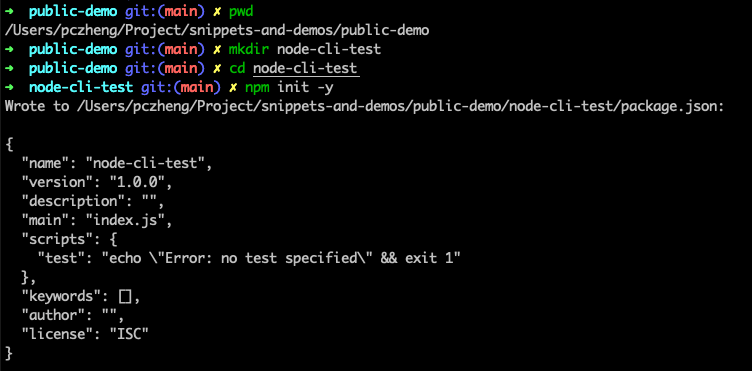 ➜  public-demo git:(main) ✗ pwd
/Users/pczheng/Project/snippets-and-demos/public-demo
➜  public-demo git:(main) ✗ mkdir node-cli-test
➜  public-demo git:(main) ✗ cd node-cli-test
➜  node-cli-test git:(main) ✗ npm init -y
Wrote to /Users/pczheng/Project/snippets-and-demos/public-demo/node-cli-test/package.json:

{
  "name": "node-cli-test",
  "version": "1.0.0",
  "description": "",
  "main": "index.js",
  "scripts": {
    "test": "echo \"Error: no test specified\" && exit 1"
  },
  "keywords": [],
  "author": "",
  "license": "ISC"
}